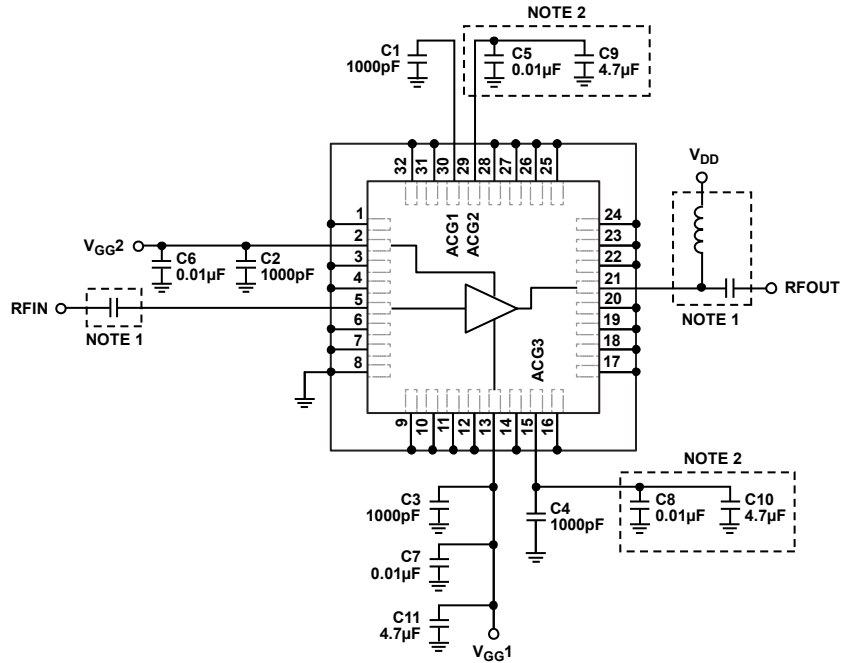 NOTE 2
C1
1000pF
C5
0.01µF
C9
4.7µF
32 31 30 29 28 27 26 25
VDD
ACG1
ACG2
1
2
3
4
5
6
7
8
24
23
22
21
20
19
18
17
VGG2
C6
0.01µF
C2
1000pF
RFIN
NOTE 1
RFOUT
NOTE 1
ACG3
9 10 11 12 13 14 15 16
NOTE 2
C3
1000pF
C4
1000pF
C8
0.01µF
C10
4.7µF
C7
0.01µF
C11
4.7µF
VGG1